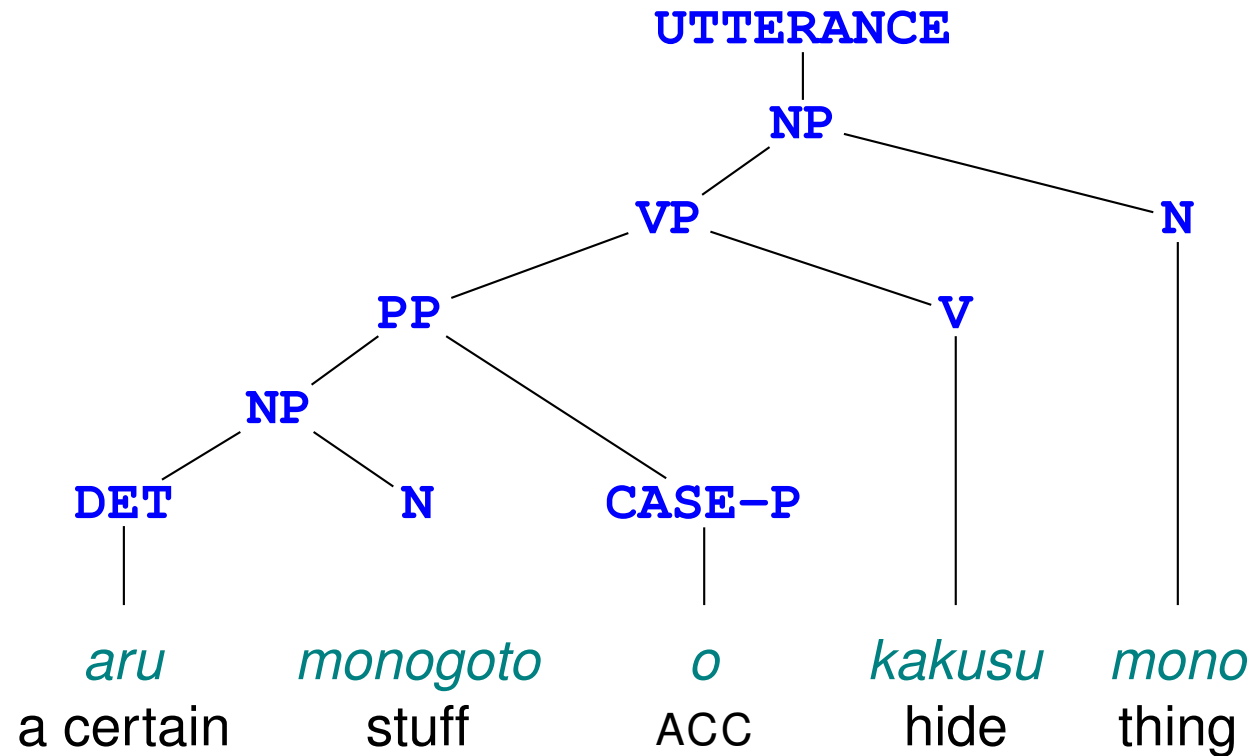 UTTERANCE
NP
VP N
PP V
NP
DET N CASE–P
aru monogoto o kakusu mono
a certain stuff ACC hide thing